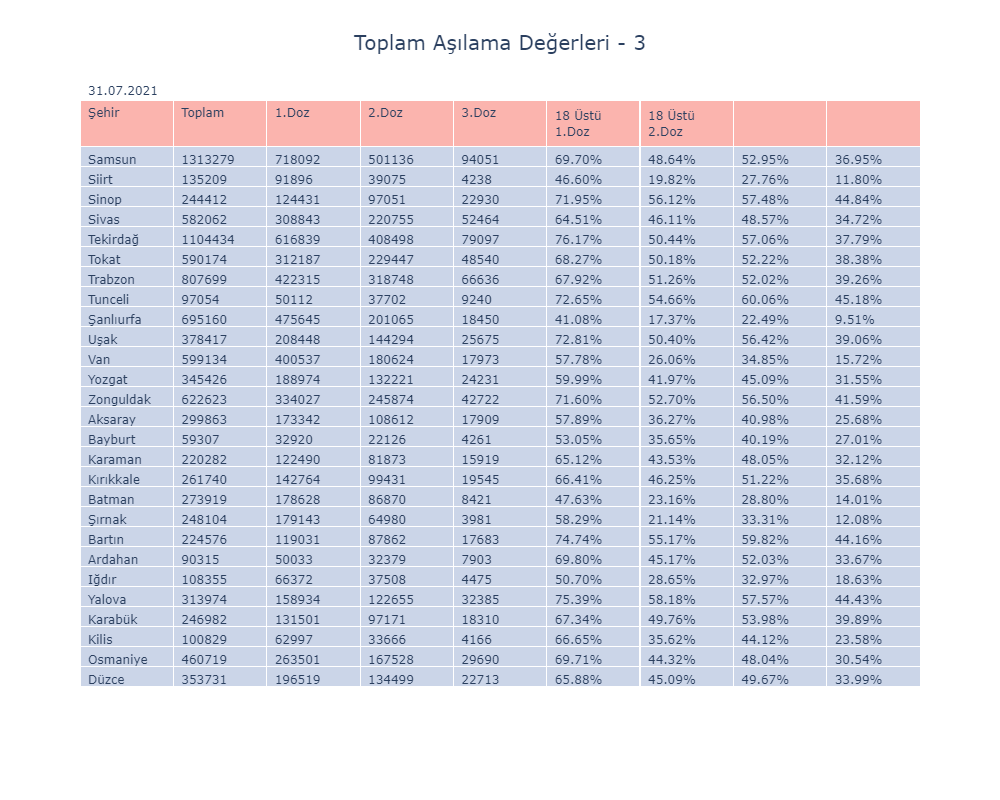 Toplam Aşılama Değerleri - 3
31.07.2021
Şehir Toplam 1.Doz 2.Doz 3.Doz 18 Üstü 1.Doz 18 Üstü 2.Doz
Samsun 1313279 718092 501136 94051 69.70% 48.64% 52.95% 36.95%
Siirt 135209 91896 39075 4238 46.60% 19.82% 27.76% 11.80%
Sinop 244412 124431 97051 22930 71.95% 56.12% 57.48% 44.84%
Sivas 582062 308843 220755 52464 64.51% 46.11% 48.57% 34.72%
Tekirdağ 1104434 616839 408498 79097 76.17% 50.44% 57.06% 37.79%
Tokat 590174 312187 229447 48540 68.27% 50.18% 52.22% 38.38%
Trabzon 807699 422315 318748 66636 67.92% 51.26% 52.02% 39.26%
Tunceli 97054 50112 37702 9240 72.65% 54.66% 60.06% 45.18%
Şanlıurfa 695160 475645 201065 18450 41.08% 17.37% 22.49% 9.51%
Uşak 378417 208448 144294 25675 72.81% 50.40% 56.42% 39.06%
Van 599134 400537 180624 17973 57.78% 26.06% 34.85% 15.72%
Yozgat 345426 188974 132221 24231 59.99% 41.97% 45.09% 31.55%
Zonguldak 622623 334027 245874 42722 71.60% 52.70% 56.50% 41.59%
Aksaray 299863 173342 108612 17909 57.89% 36.27% 40.98% 25.68%
Bayburt 59307 32920 22126 4261 53.05% 35.65% 40.19% 27.01%
Karaman 220282 122490 81873 15919 65.12% 43.53% 48.05% 32.12%
Kırıkkale 261740 142764 99431 19545 66.41% 46.25% 51.22% 35.68%
Batman 273919 178628 86870 8421 47.63% 23.16% 28.80% 14.01%
Şırnak 248104 179143 64980 3981 58.29% 21.14% 33.31% 12.08%
Bartın 224576 119031 87862 17683 74.74% 55.17% 59.82% 44.16%
Ardahan 90315 50033 32379 7903 69.80% 45.17% 52.03% 33.67%
Iğdır 108355 66372 37508 4475 50.70% 28.65% 32.97% 18.63%
Yalova 313974 158934 122655 32385 75.39% 58.18% 57.57% 44.43%
Karabük 246982 131501 97171 18310 67.34% 49.76% 53.98% 39.89%
Kilis 100829 62997 33666 4166 66.65% 35.62% 44.12% 23.58%
Osmaniye 460719 263501 167528 29690 69.71% 44.32% 48.04% 30.54%
Düzce 353731 196519 134499 22713 65.88% 45.09% 49.67% 33.99%